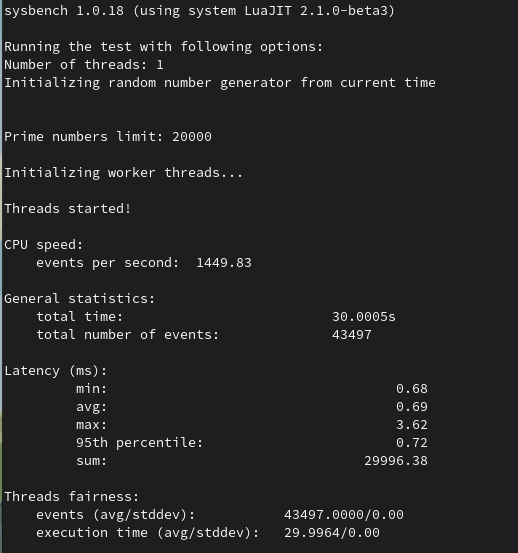 sysbench 1.0.18 (using system LuaJIT 2.1.0-beta3)
Running the test with following options:
Number of threads: 1
Initializing random number generator from current time
Prime numbers limit: 20000
Initializing worker threads...
Threads started!
CPU speed:
events per second: 1449.83
General statistics:
total time: 30.0005s
total number of events: 43497
Latency (ms):
min: 0.68
avg: 0.69
max: 3.62
95th percentile: 0.72
sum: 29996.38
Threads fairness:
events (avg/stddev): 43497.0000/0.00
execution time (avg/stddev): 29.9964/0.00